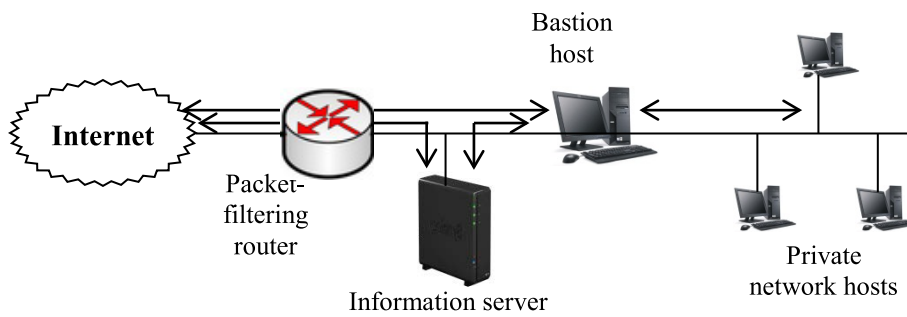 Bastion
host
Internet
Packet-
filtering
router
Information server
Private
network hosts